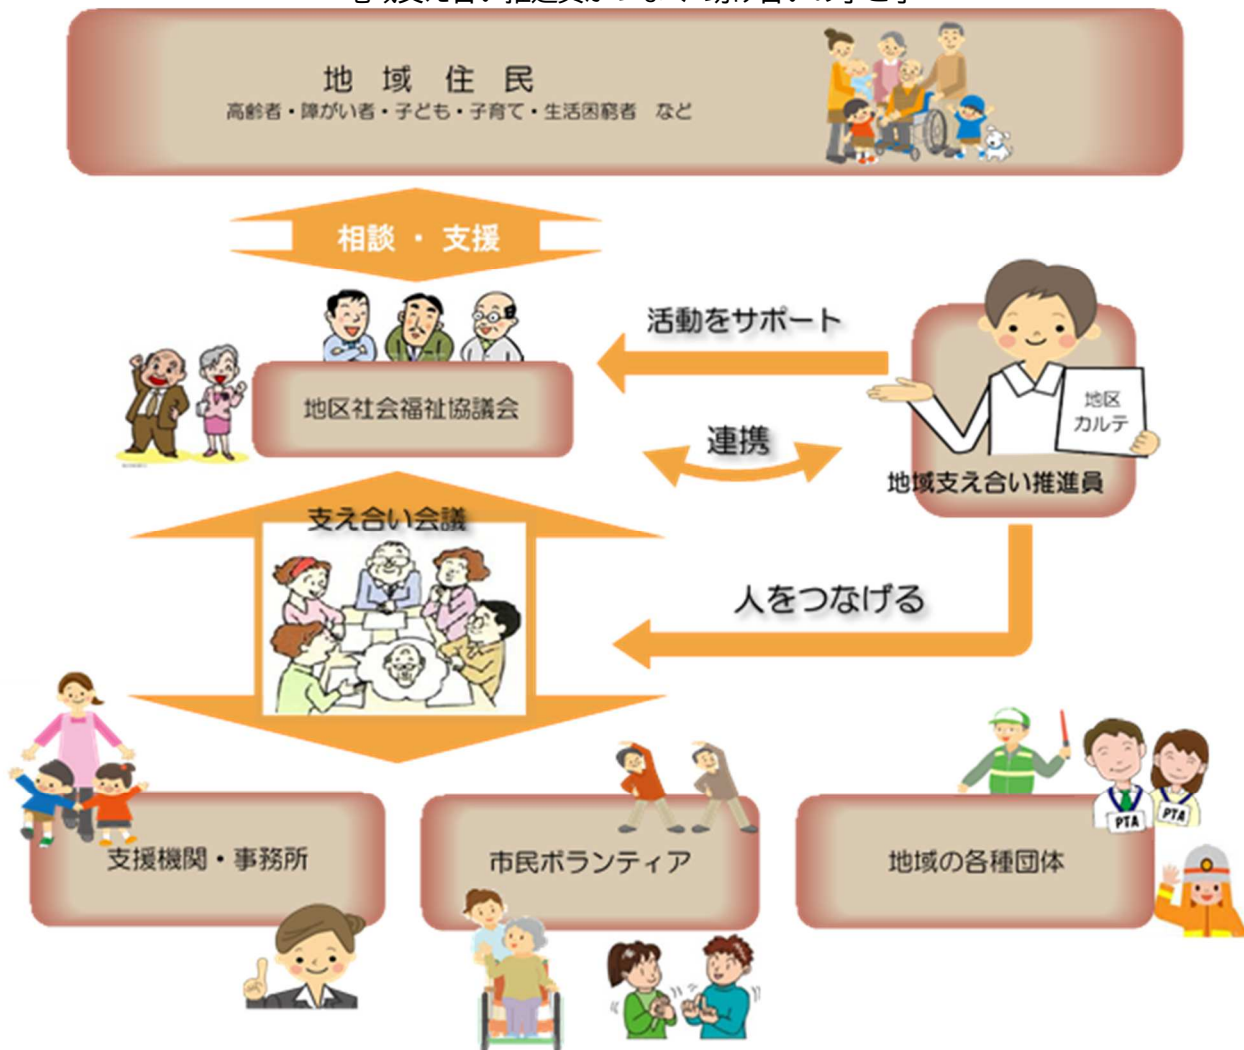 地域住民
高齢者・障がい者・子ども・子育て・生活困窮者 など
相談・支援
活動をサポート
地区社会福祉協議会
地区
カルテ
連携
地域支え合い推進員
支え合い会議
人をつなげる
PTA
PTA
支援機関・事務所
市民ボランティア
地域の各種団体